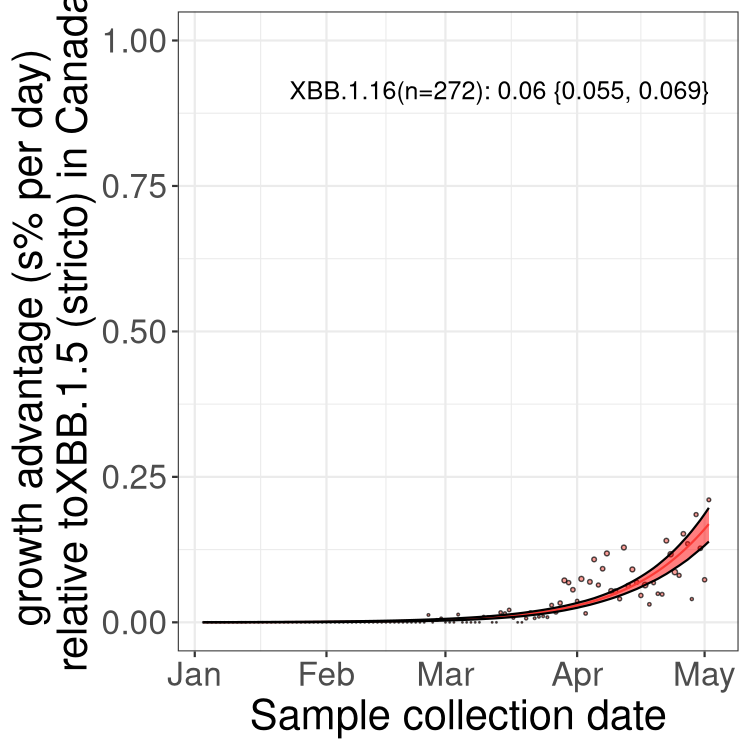 growth advantage (s% per day)
relative toXBB.1.5 (stricto) in Canada
1.00
0.75
0.50
0.25
0.00
XBB.1.16(n=272): 0.06 {0.055, 0.069}
Jan
Feb
Mar
Apr
May
Sample collection date